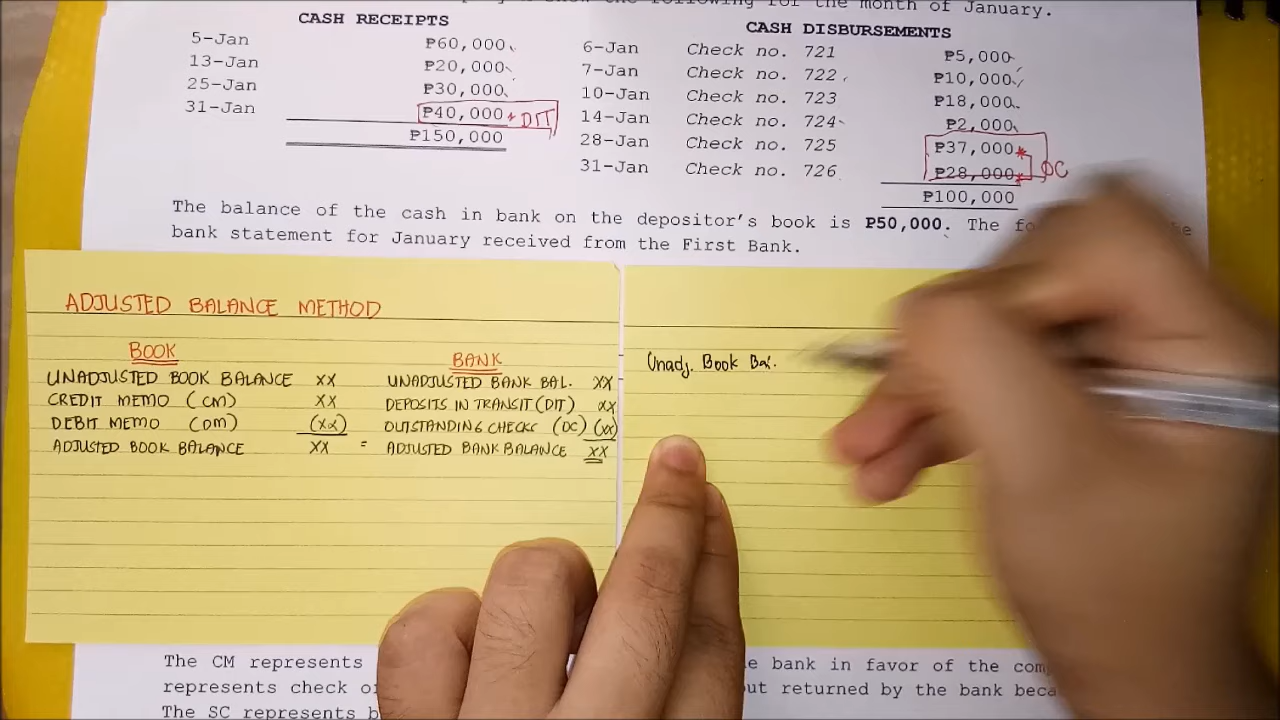 the following for the month of January.
CASH RECEIPTS CASH DISBURSEMENTS
5-Jan ₱60,000 6-Jan Check no. 721 ₱5,000
13-Jan ₱20,000 7-Jan Check no. 722 ₱10,000
25-Jan ₱30,000 10-Jan Check no. 723 ₱18,000
31-Jan ₱40,000 * DIT 14-Jan Check no. 724 ₱2,000
₱150,000 28-Jan Check no. 725 ₱37,000 *
31-Jan Check no. 726 ₱28,000 * OC
₱100,000
The balance of the cash in bank on the depositor's book is ₱50,000. The
bank statement for January received from the First Bank.
ADJUSTED BALANCE METHOD
BOOK BANK
UNADJUSTED BOOK BALANCE XX UNADJUSTED BANK BAL. XX
CREDIT MEMO (CM) XX DEPOSITS IN TRANSIT (DIT) XX
DEBIT MEMO (DM) (XX) OUTSTANDING CHECKS (OC) (XX)
ADJUSTED BOOK BALANCE XX = ADJUSTED BANK BALANCE XX
Unadj. Book Bal.
The CM represents bank in favor of the
represents check returned by the bank
The SC represents